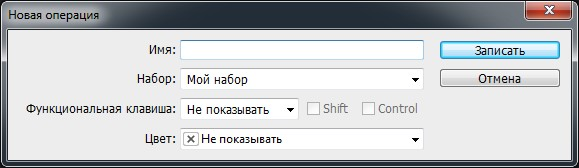 Новая операция
Имя:
Записать
Набор: Мой набор
Отмена
Функциональная клавиша: Не показывать Shift Control
Цвет: Не показывать